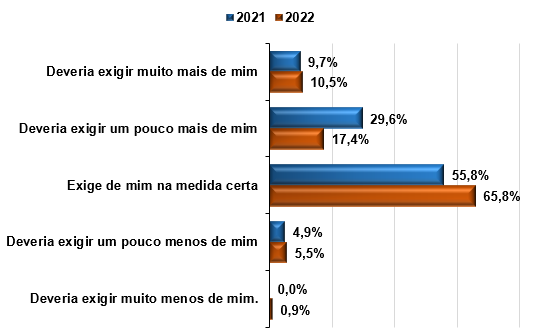 2021 2022
Deveria exigir muito mais de mim 9,7%
10,5%
Deveria exigir um pouco mais de mim 29,6%
17,4%
Exige de mim na medida certa 55,8%
65,8%
Deveria exigir um pouco menos de mim 4,9%
5,5%
Deveria exigir muito menos de mim. 0,0%
0,9%